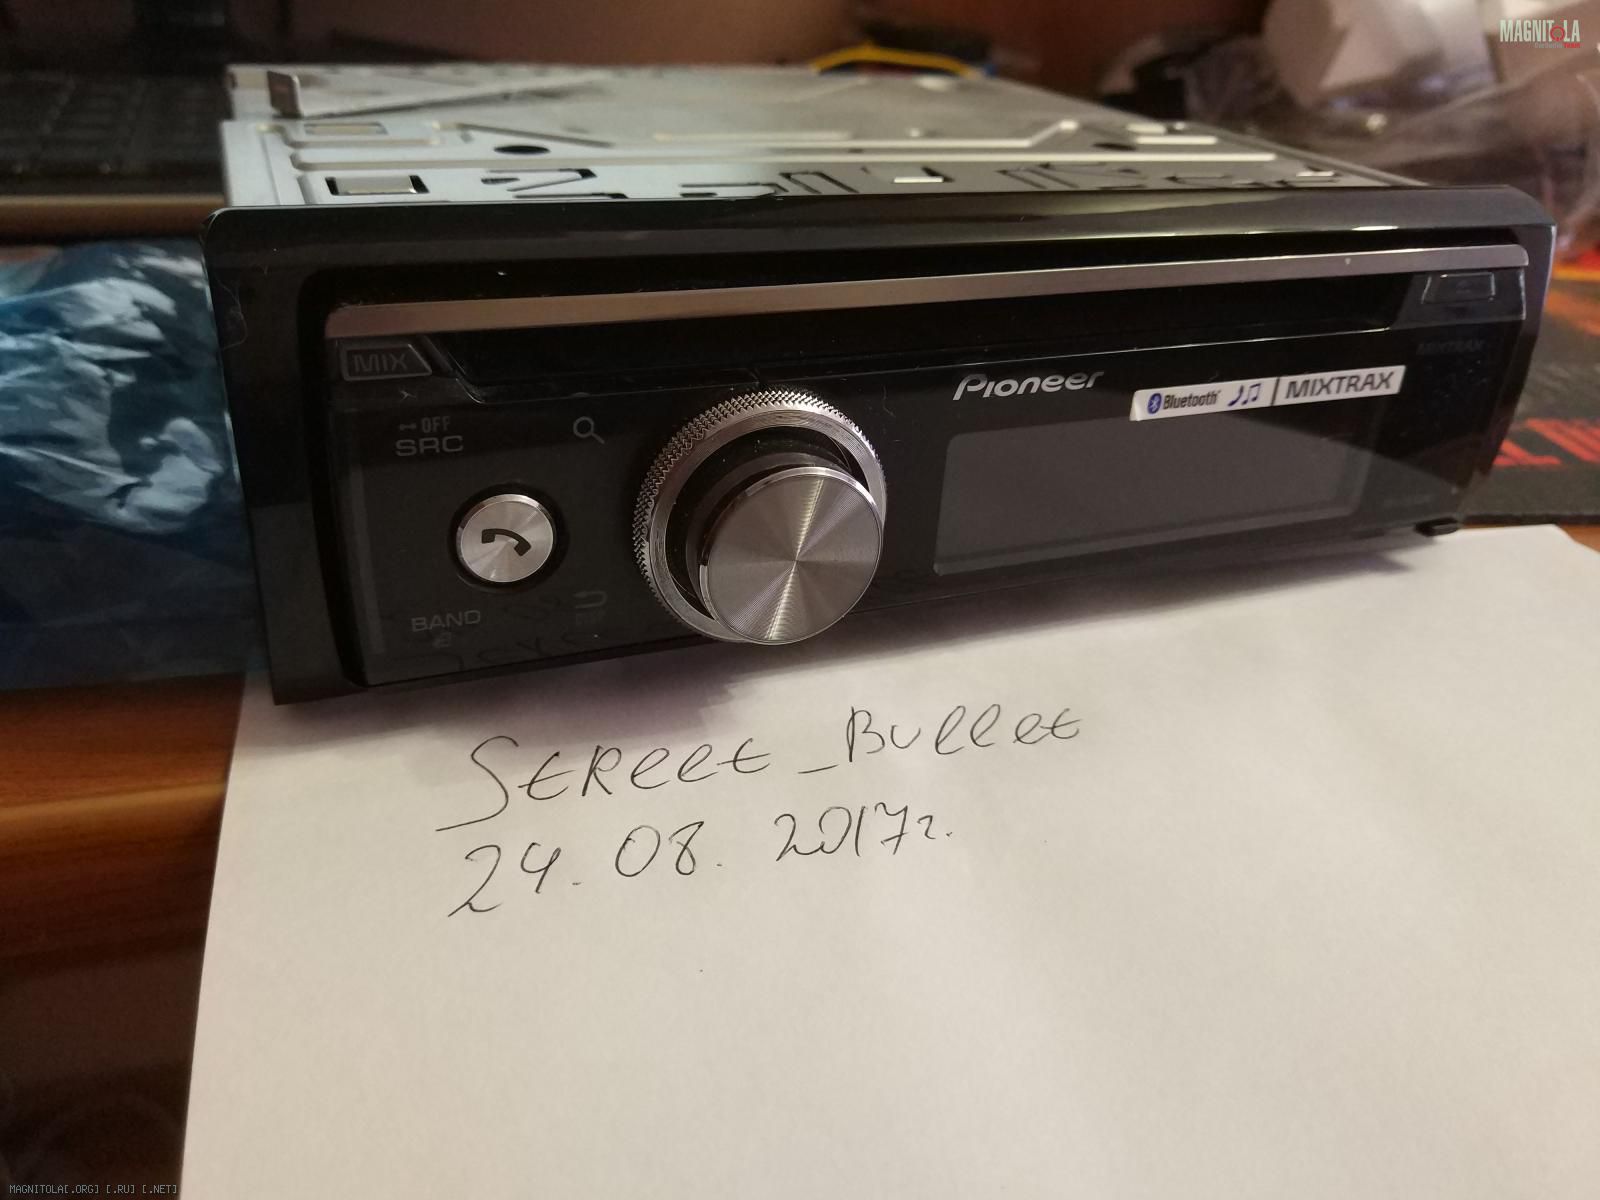 MAGNITOLA
MIX
MIXTRAX
Pioneer
Bluetooth MIXTRAX
OFF
SRC
BAND
Street_Bullet
24.08.2017г.
MAGNITOLA[.ORG] [.RU] [.NET]